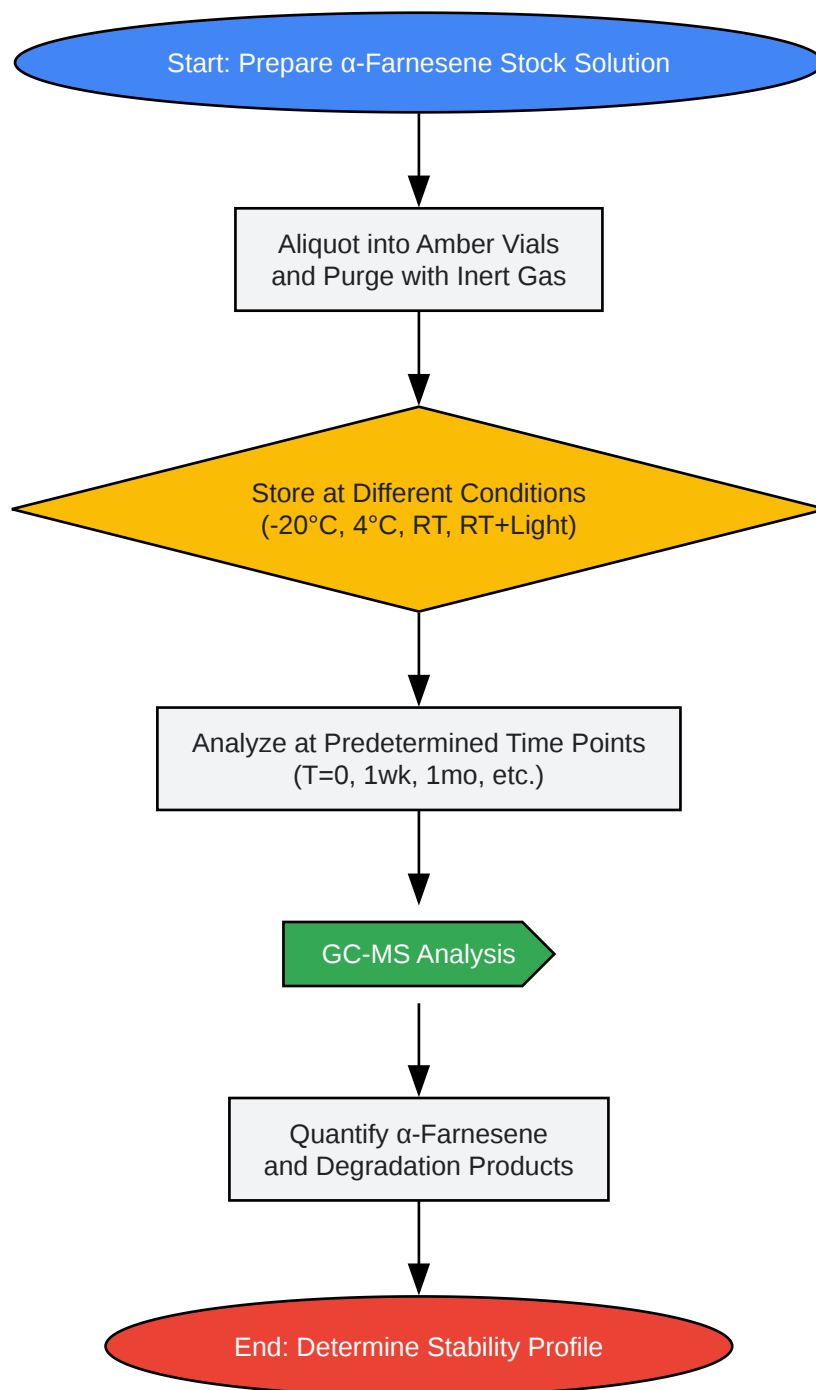 Start: Prepare α-Farnesene Stock Solution
Aliquot into Amber Vials
and Purge with Inert Gas
Store at Different Conditions
(-20°C, 4°C, RT, RT+Light)
Analyze at Predetermined Time Points
(T=0, 1wk, 1mo, etc.)
GC-MS Analysis
Quantify α-Farnesene
and Degradation Products
End: Determine Stability Profile